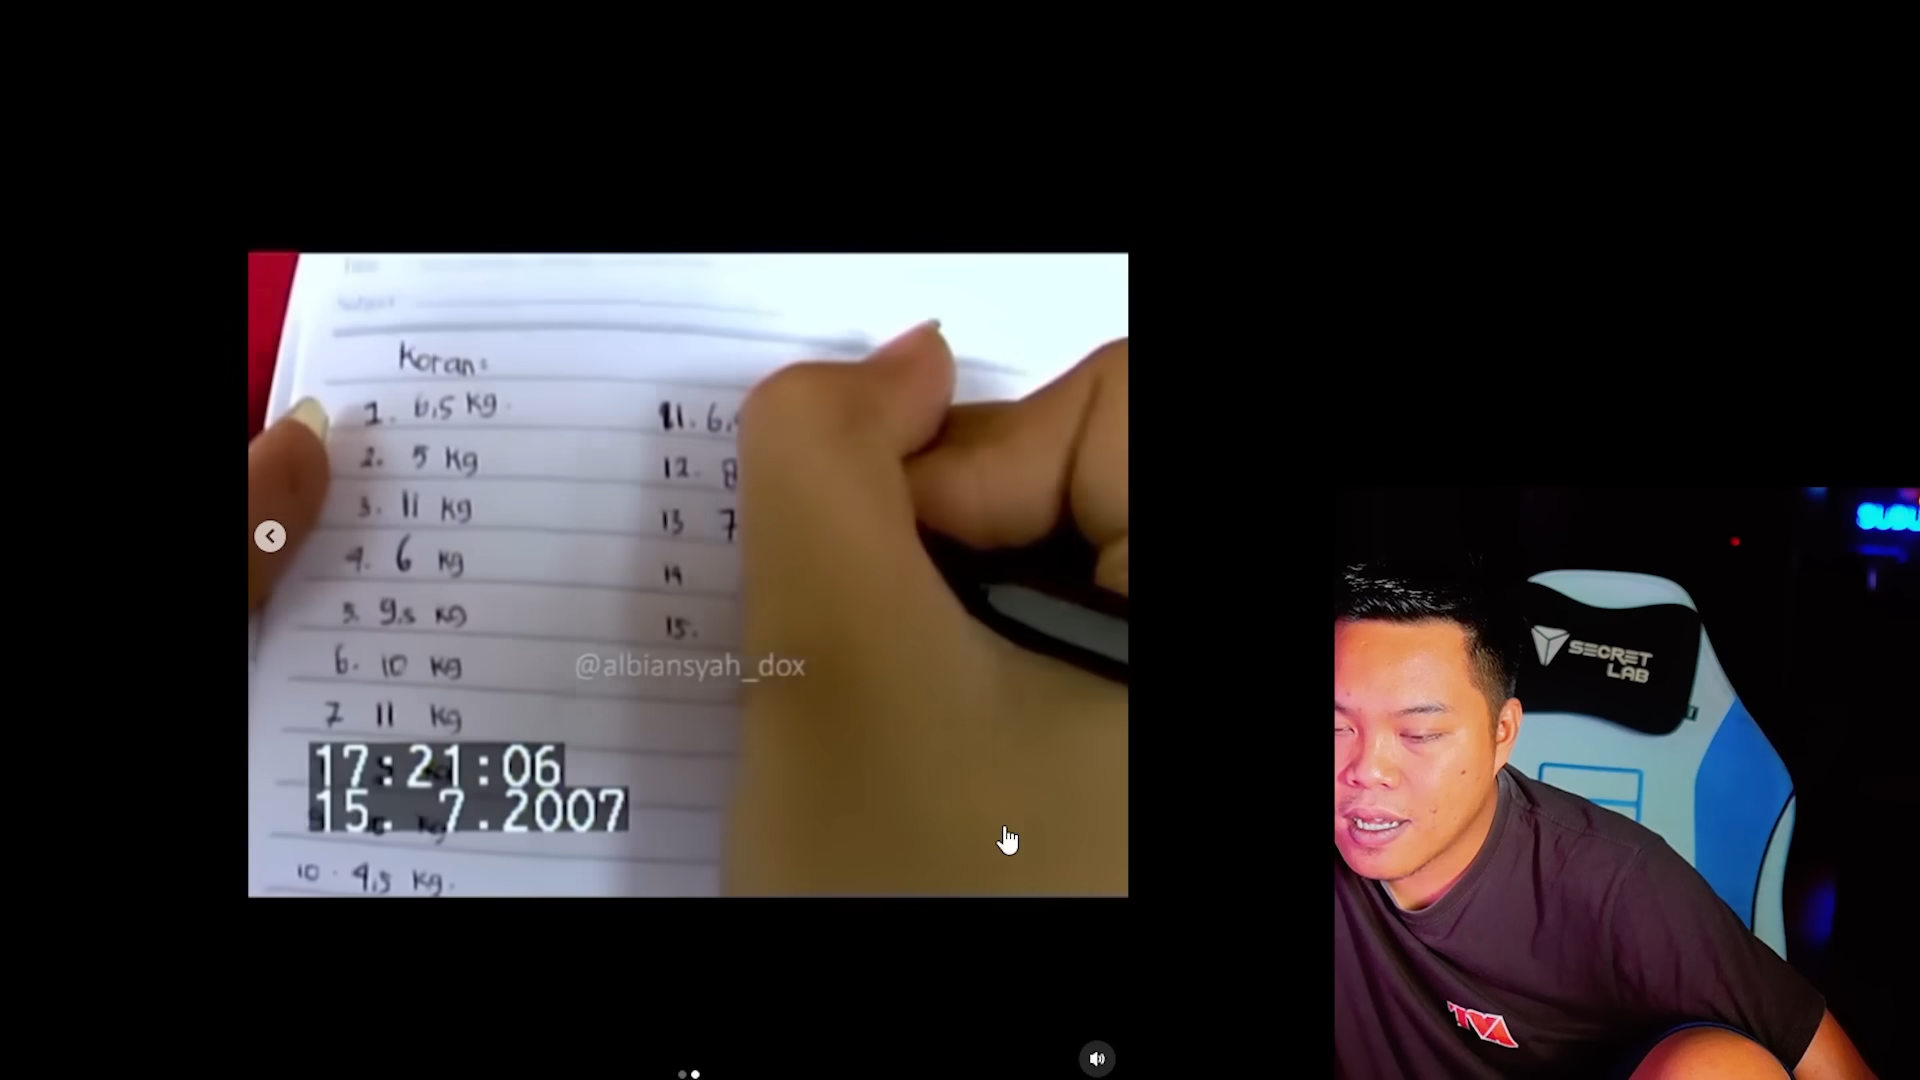 Koran:
1. 6,5 Kg.
2. 5 Kg
3. 11 Kg
4. 6 Kg
5. 9,5 Kg
6. 10 Kg
7 11 Kg
10. 4,5 Kg.
11. 6,
12. 8
13 7
14
15.
@albiansyah_dox
17:21:06
15. 7.2007
SECRET
LAB
TVA